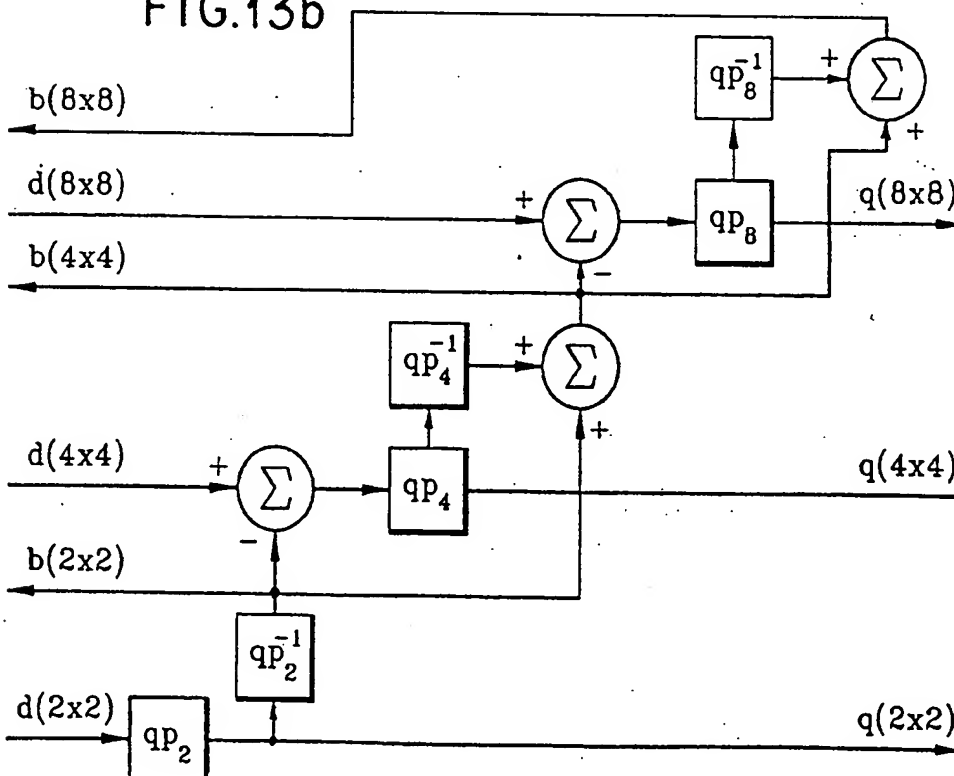 FIG.13b
qp₈⁻¹
+
Σ
b(8x8)
+
d(8x8)
+
Σ
qp₈
q(8x8)
b(4x4)
−
qp₄⁻¹
+
Σ
+
d(4x4)
+
Σ
qp₄
q(4x4)
−
b(2x2)
qp₂⁻¹
d(2x2)
qp₂
q(2x2)